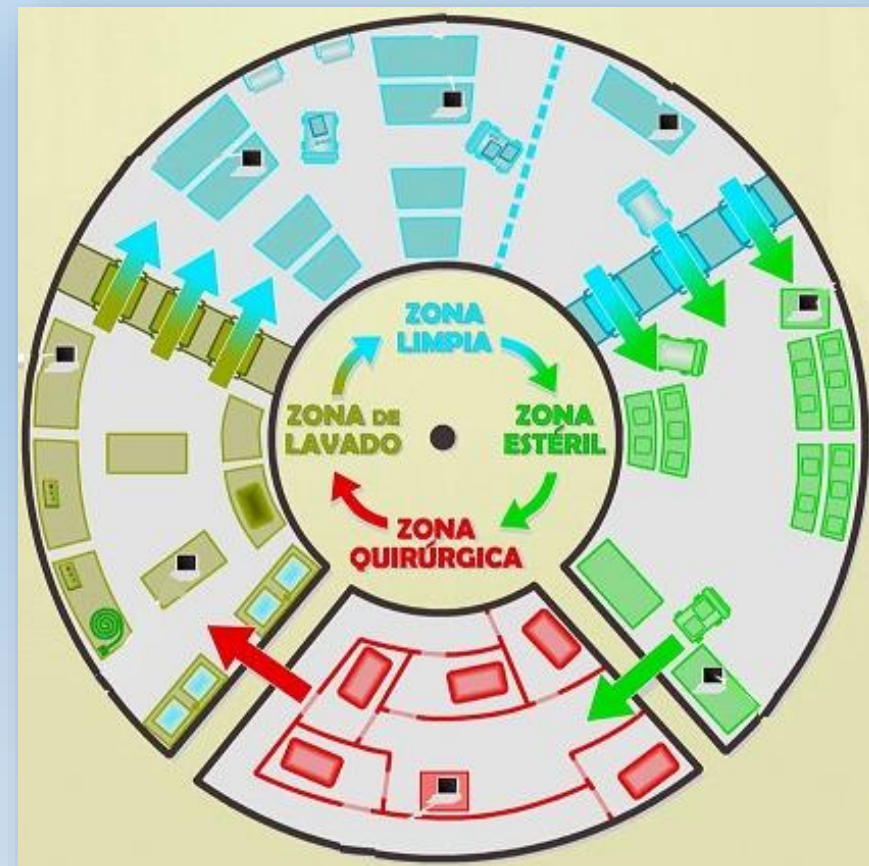 ZONA
LIMPIA
ZONA DE
LAVADO
ZONA
ESTÉRIL
ZONA
QUIRÚRGICA